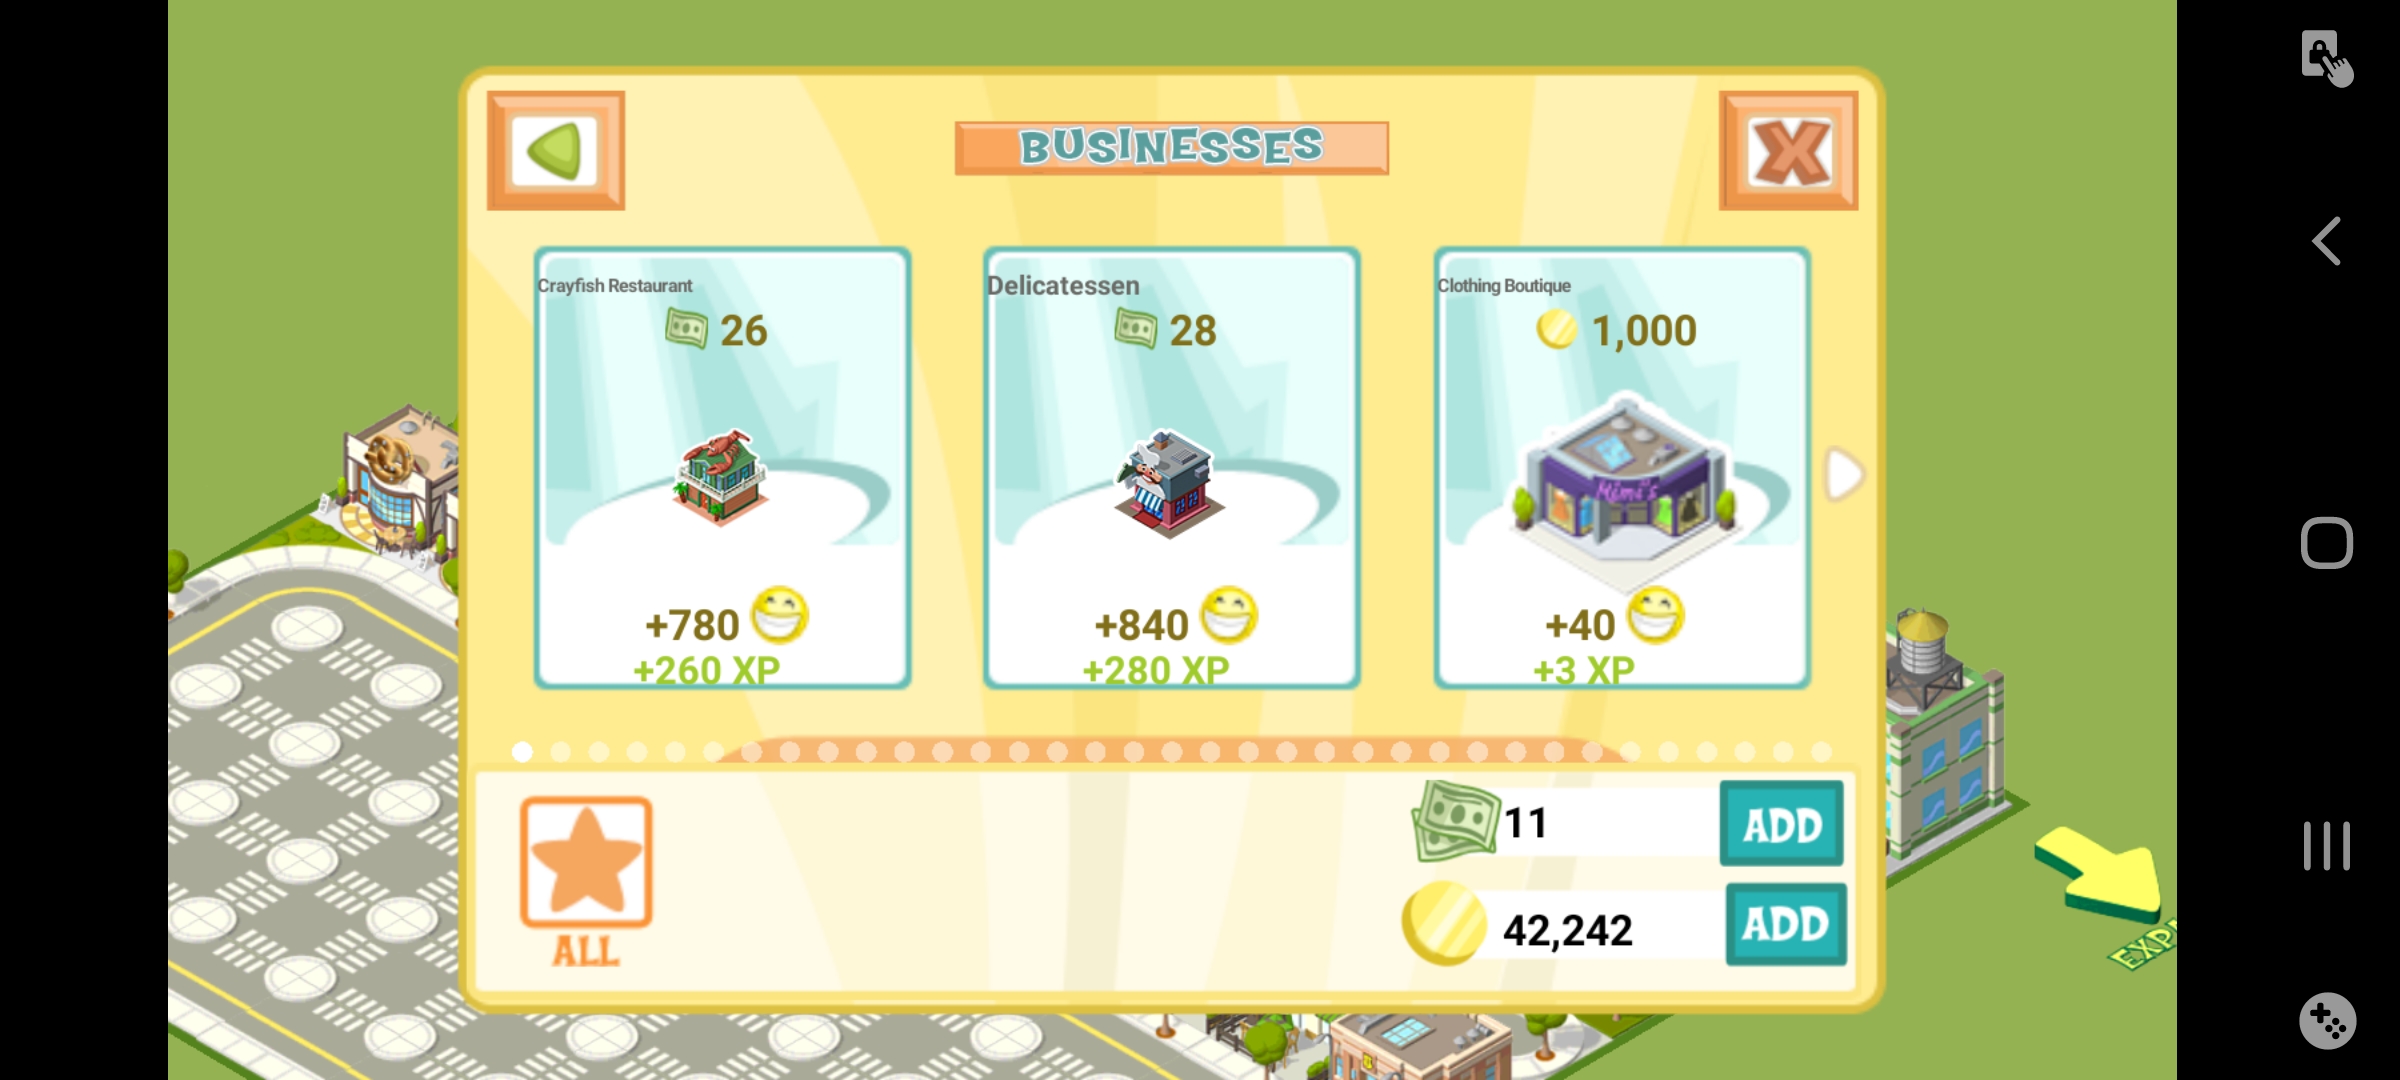 BUSINESSES
Crayfish Restaurant
26
+780
+260 XP
Delicatessen
28
+840
+280 XP
Clothing Boutique
1,000
Mimi's
+40
+3 XP
ALL
11
ADD
42,242
ADD